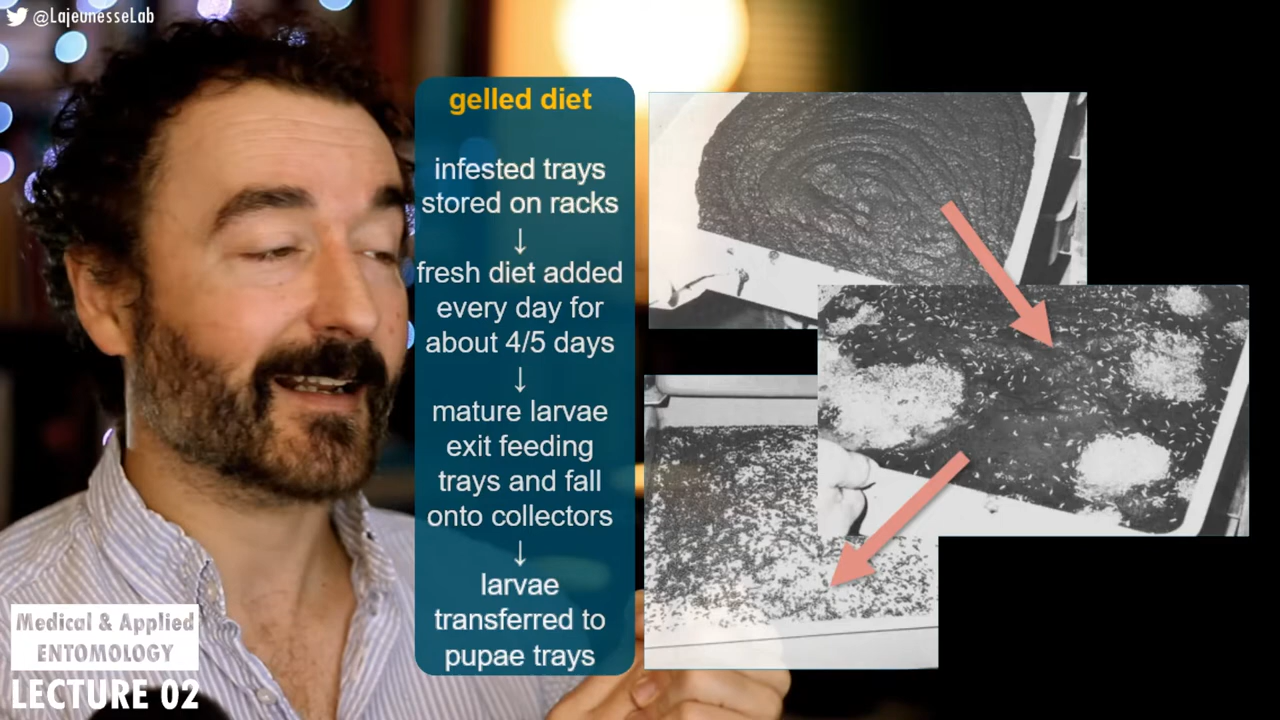 @LajeunesseLab
gelled diet
infested trays
stored on racks
↓
fresh diet added
every day for
about 4/5 days
↓
mature larvae
exit feeding
trays and fall
onto collectors
↓
larvae
transferred to
pupae trays
Medical & Applied
ENTOMOLOGY
LECTURE 02